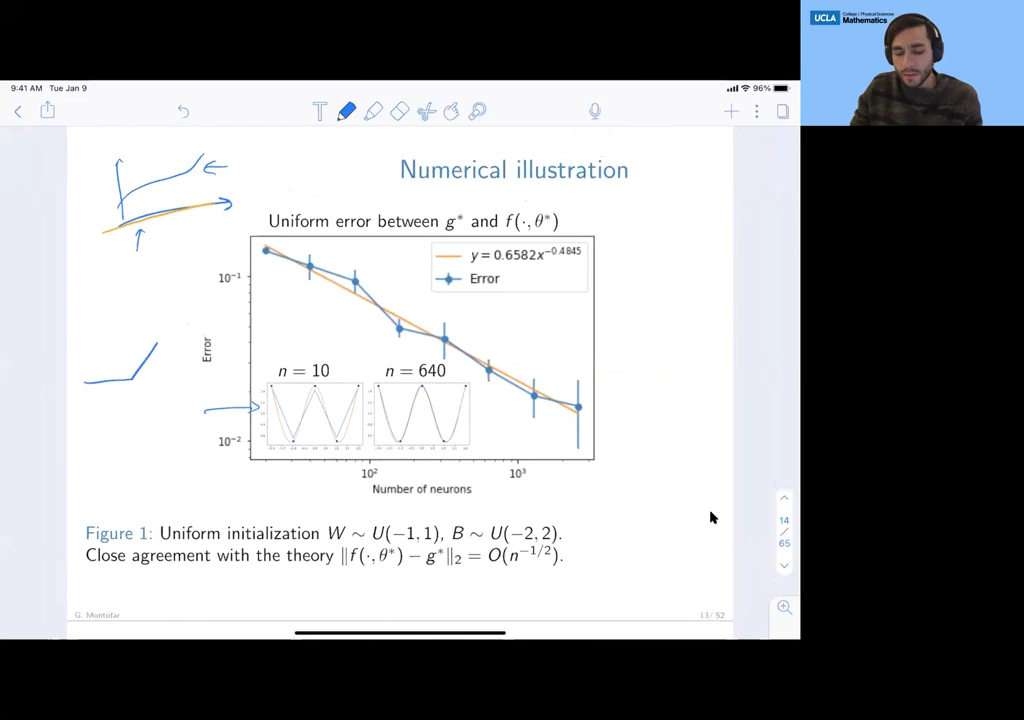 UCLA College | Physical Sciences
Mathematics
9:41 AM Tue Jan 9
96%
Numerical illustration
Uniform error between g* and f(·, θ*)
y = 0.6582x^−0.4845
Error
10^−1
10^−2
Error
n = 10
n = 640
10^2
10^3
Number of neurons
Figure 1: Uniform initialization W ∼ U(−1, 1), B ∼ U(−2, 2).
Close agreement with the theory ‖f(·, θ*) − g*‖₂ = O(n^−1/2).
14
/
65
G. Montúfar
13/ 52